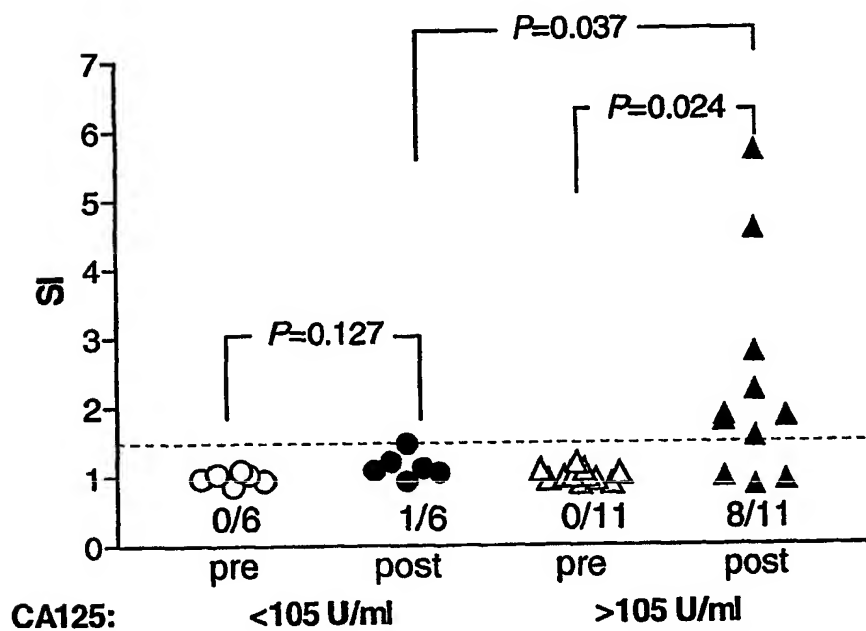 P=0.037
7
P=0.024
6
5
4
SI
3
P=0.127
2
1
0/6 1/6 0/11 8/11
0
pre post pre post
CA125: <105 U/ml >105 U/ml